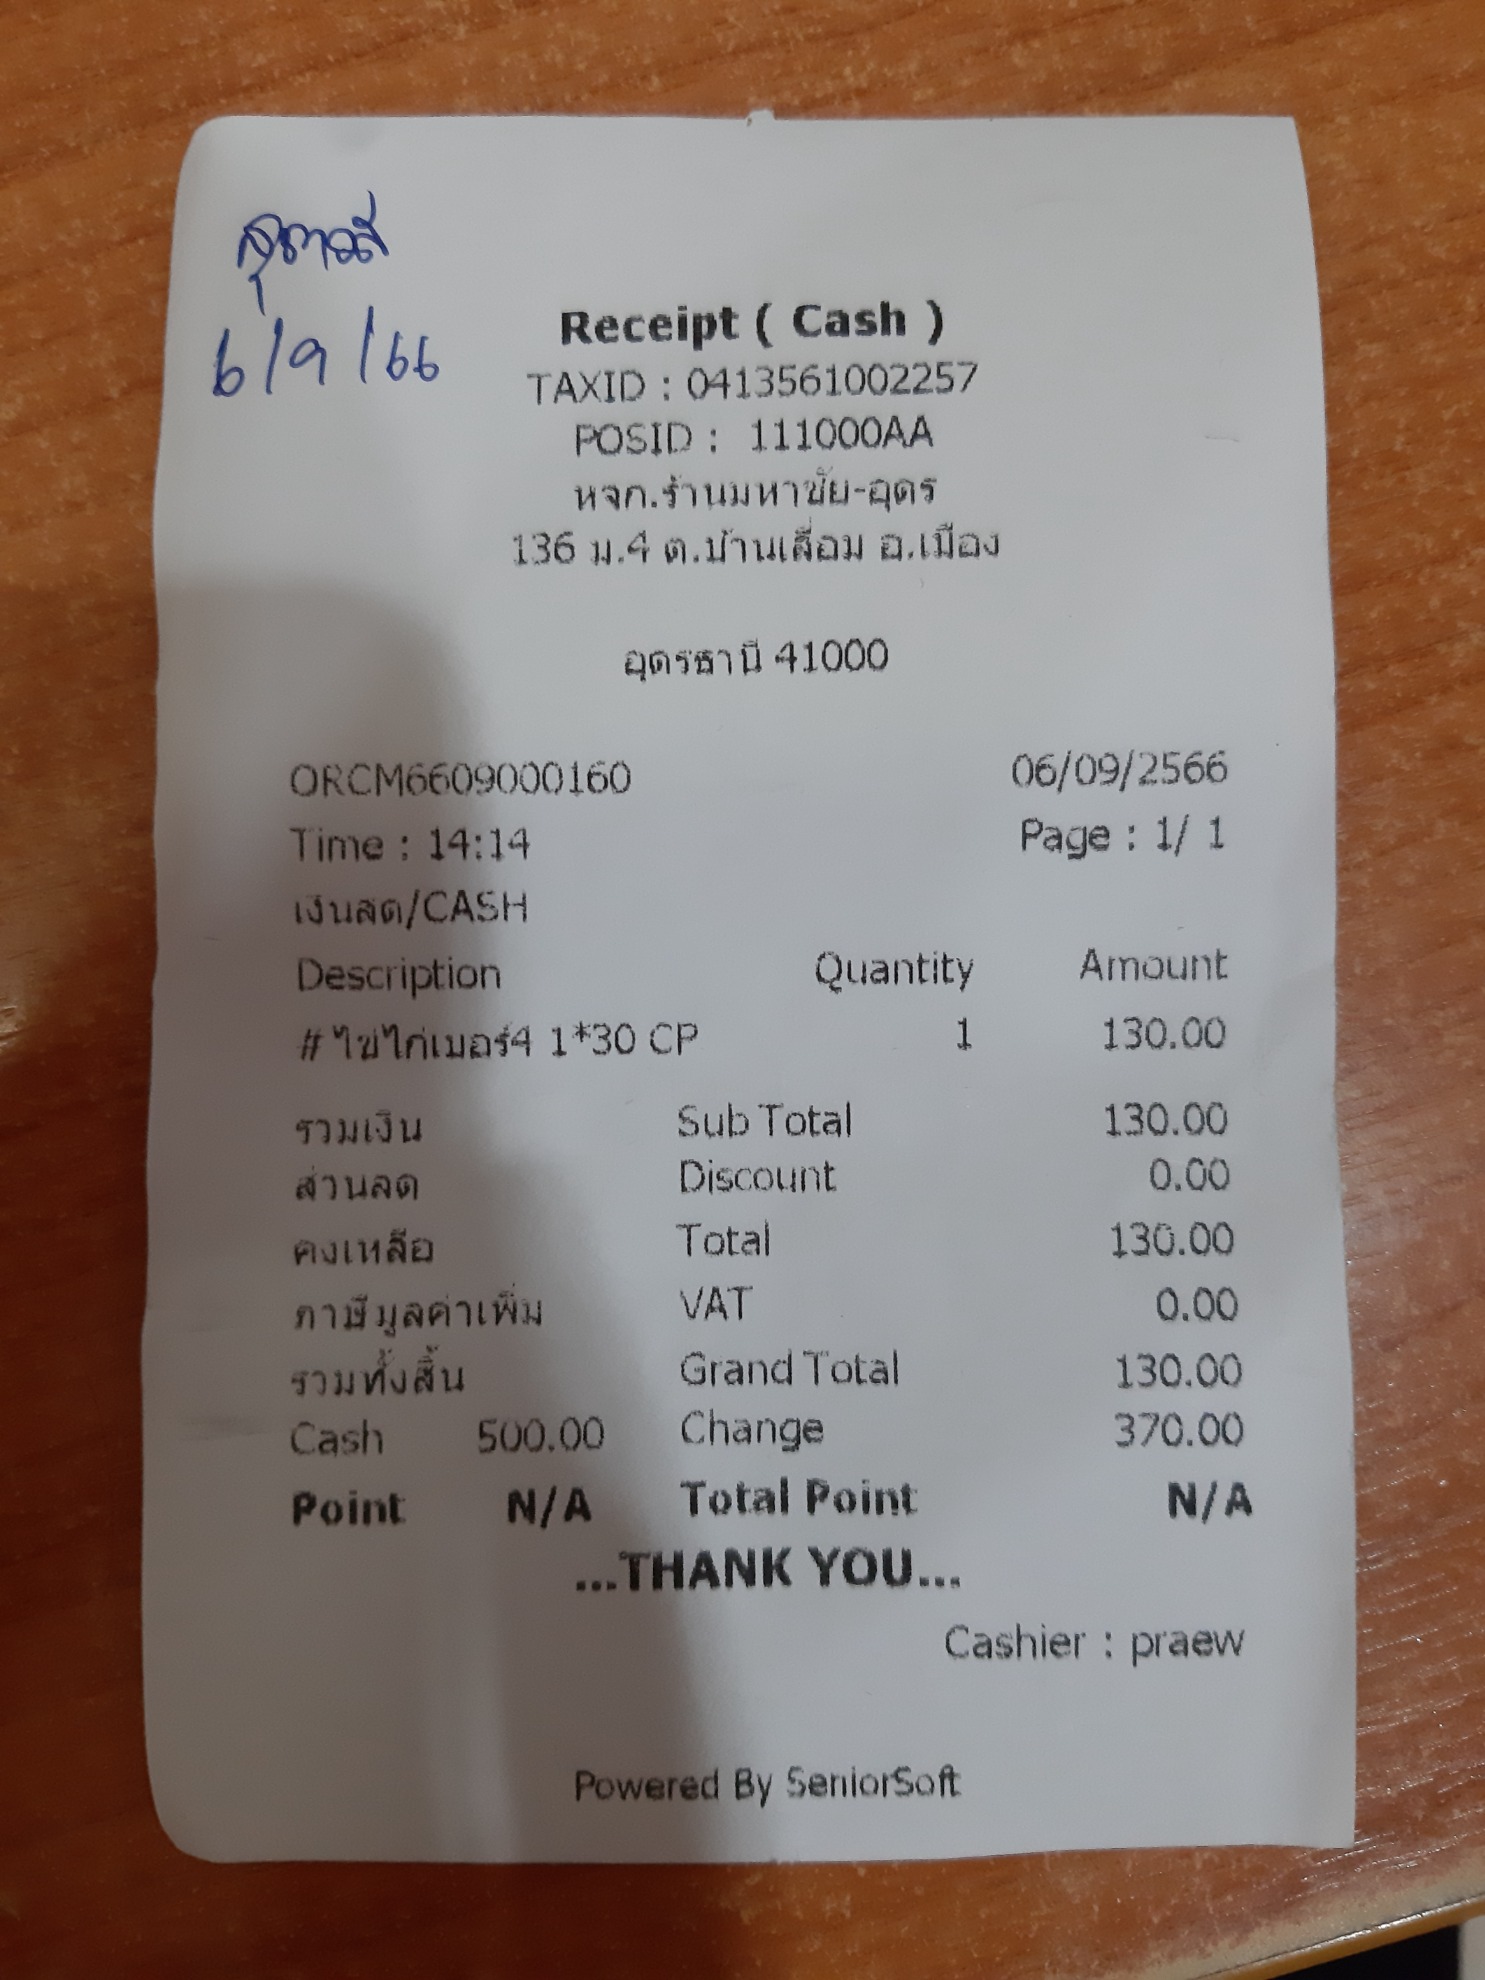 6/9/66
Receipt ( Cash )
TAXID : 0413561002257
POSID : 111000AA
หจก.ร้านมหาชัย-อุดร
136 ม.4 ต.บ้านเลื่อม อ.เมือง
อุดรธานี 41000
ORCM6609000160 06/09/2566
Time : 14:14 Page : 1/ 1
เงินสด/CASH
Description Quantity Amount
# ไข่ไก่เบอร์4 1*30 CP 1 130.00
รวมเงิน Sub Total 130.00
ส่วนลด Discount 0.00
คงเหลือ Total 130.00
ภาษีมูลค่าเพิ่ม VAT 0.00
รวมทั้งสิ้น Grand Total 130.00
Cash 500.00 Change 370.00
Point N/A Total Point N/A
...THANK YOU...
Cashier : praew
Powered By SeniorSoft